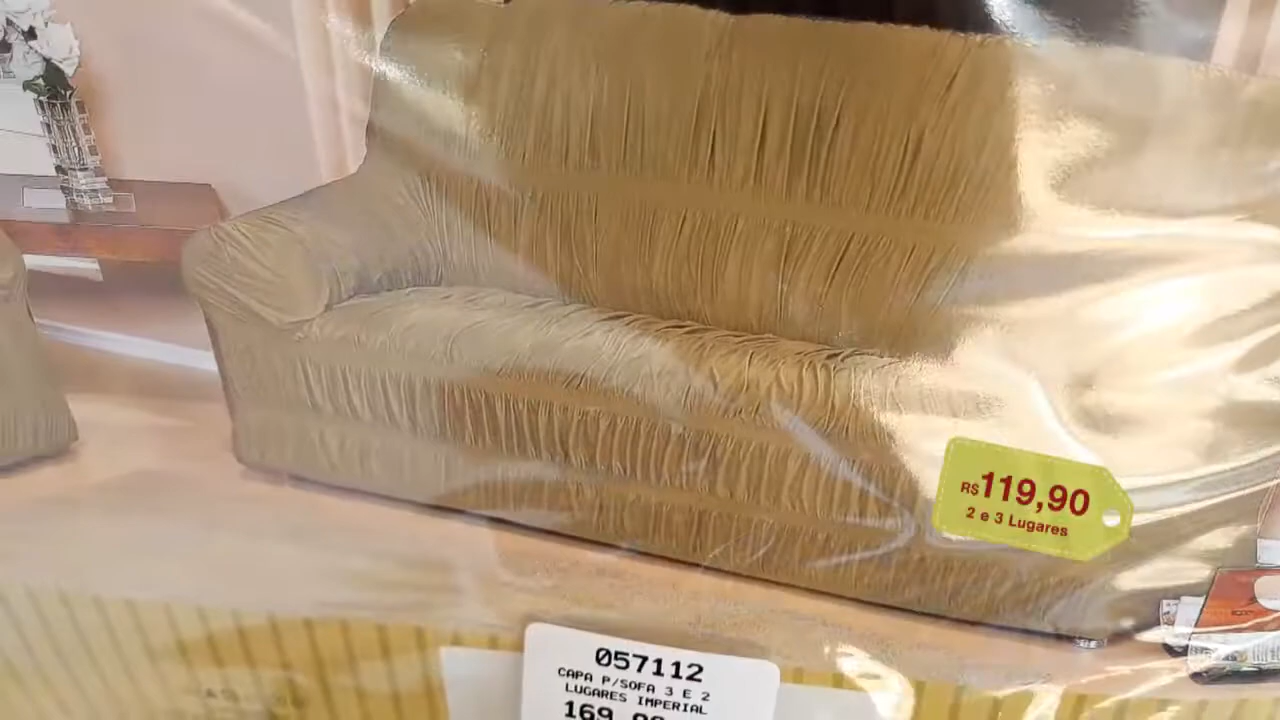 R$119,90
2 e 3 Lugares
057112
CAPA P/SOFA 3 E 2
LUGARES IMPERIAL